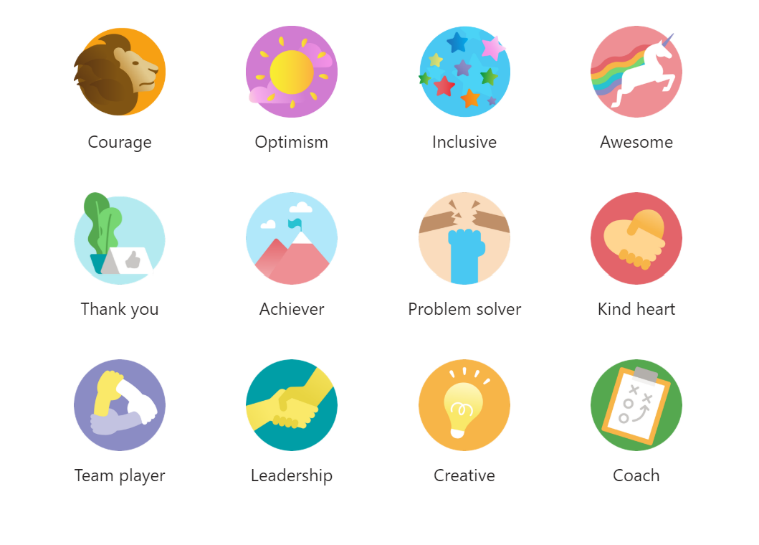 Courage
Optimism
Inclusive
Awesome
Thank you
Achiever
Problem solver
Kind heart
Team player
Leadership
Creative
Coach